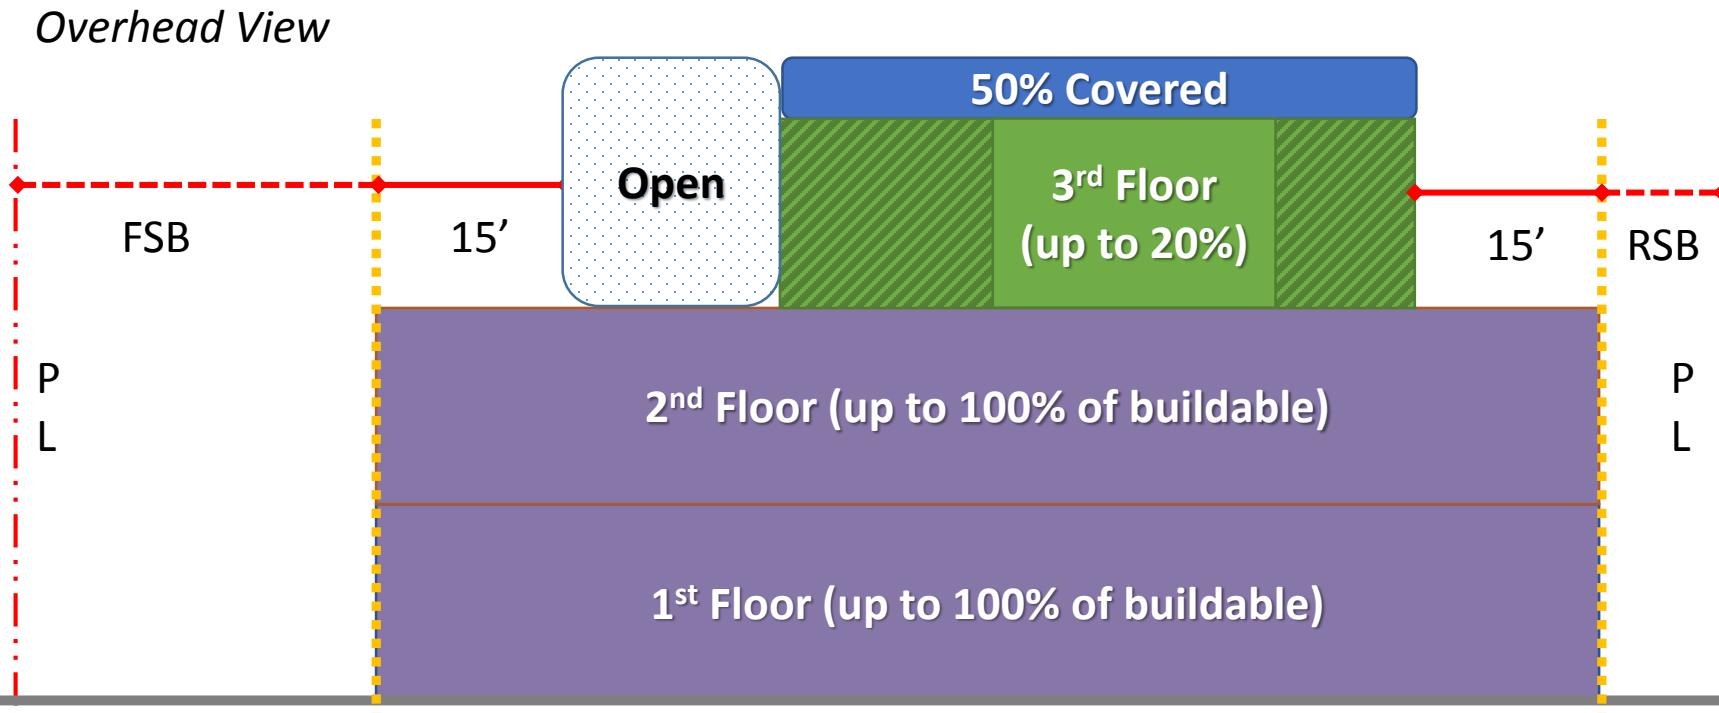 Overhead View
50% Covered
Open
3rd Floor
(up to 20%)
FSB
15’
15’
RSB
P
L
P
L
2nd Floor (up to 100% of buildable)
1st Floor (up to 100% of buildable)